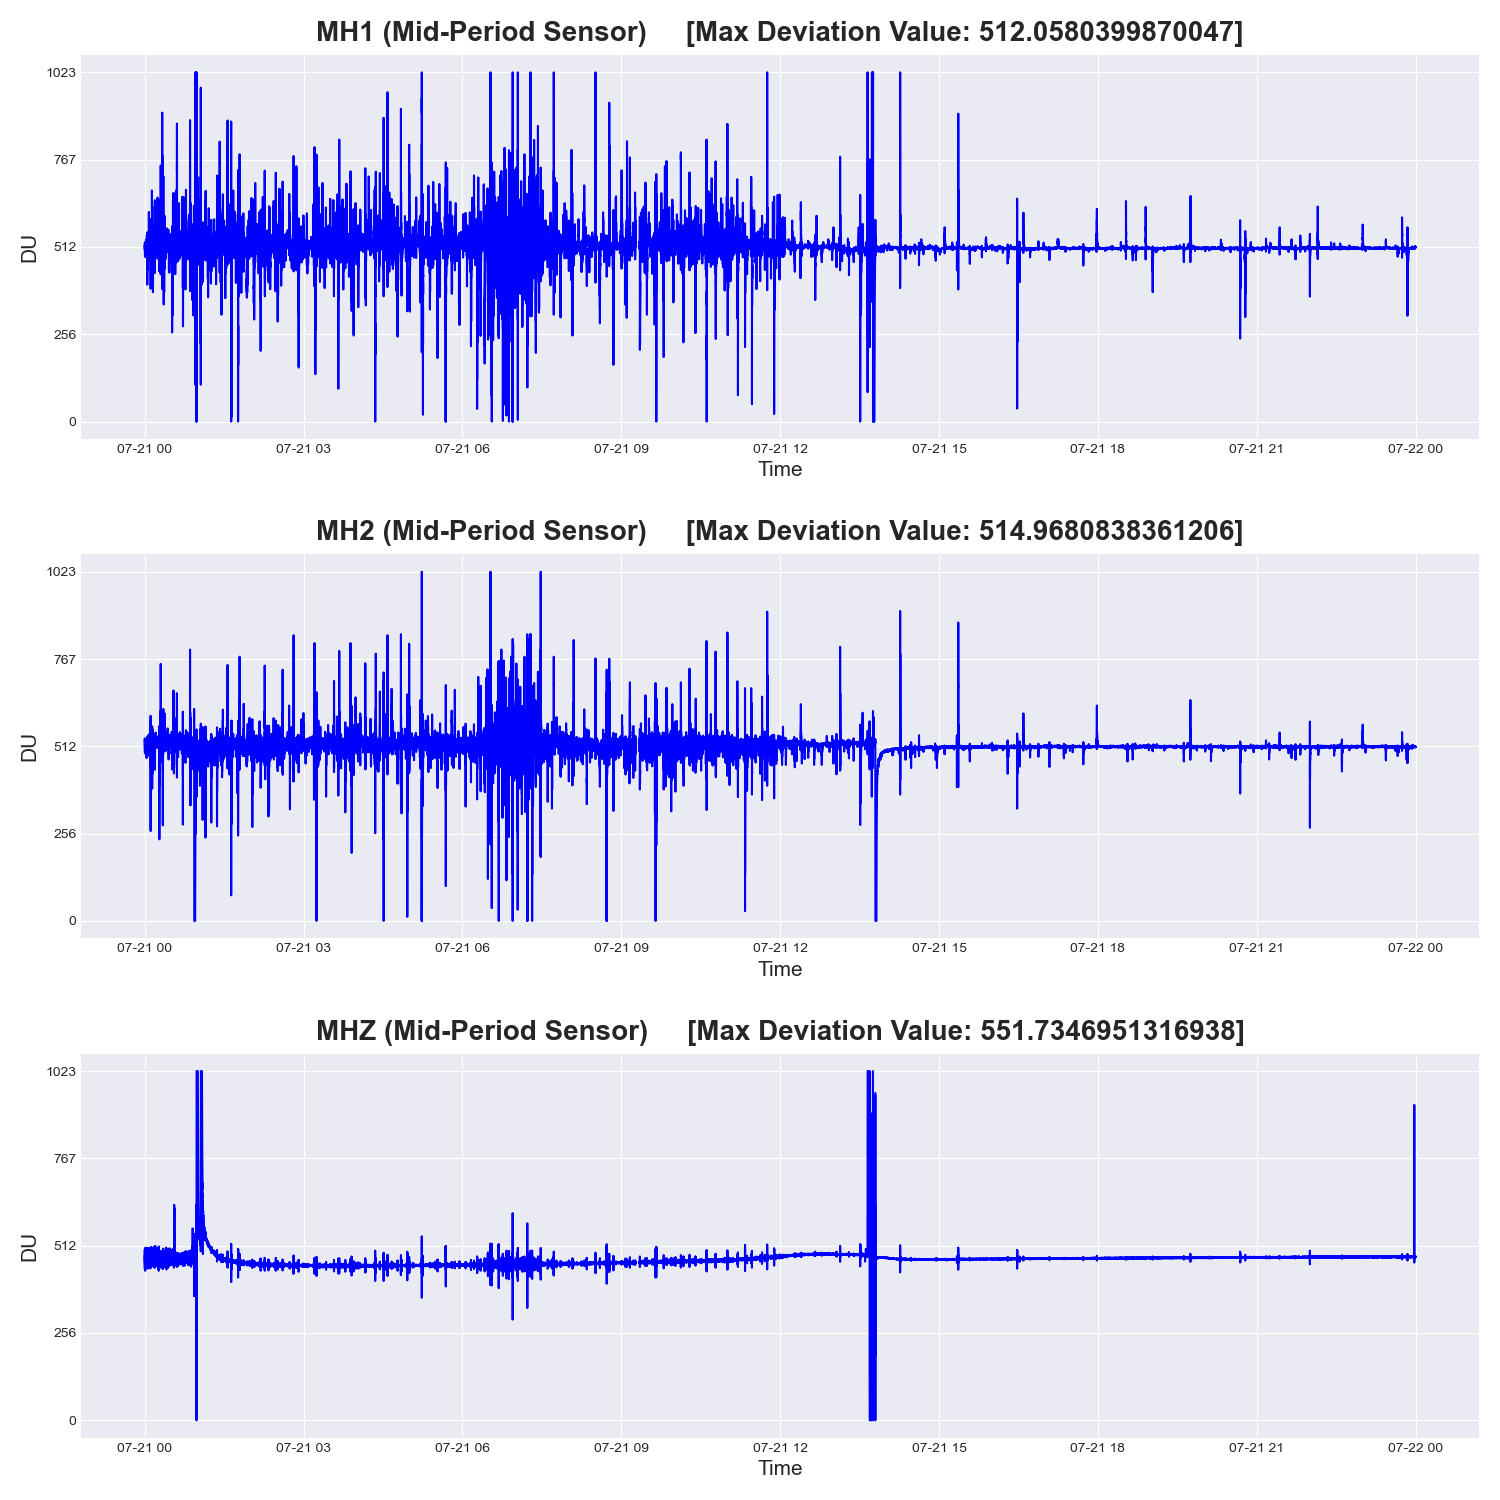 MH1 (Mid-Period Sensor) [Max Deviation Value: 512.0580399870047]
1023
767
512
256
0
DU
07-21 00 07-21 03 07-21 06 07-21 09 07-21 12 07-21 15 07-21 18 07-21 21 07-22 00
Time
MH2 (Mid-Period Sensor) [Max Deviation Value: 514.9680838361206]
1023
767
512
256
0
DU
07-21 00 07-21 03 07-21 06 07-21 09 07-21 12 07-21 15 07-21 18 07-21 21 07-22 00
Time
MHZ (Mid-Period Sensor) [Max Deviation Value: 551.7346951316938]
1023
767
512
256
0
DU
07-21 00 07-21 03 07-21 06 07-21 09 07-21 12 07-21 15 07-21 18 07-21 21 07-22 00
Time